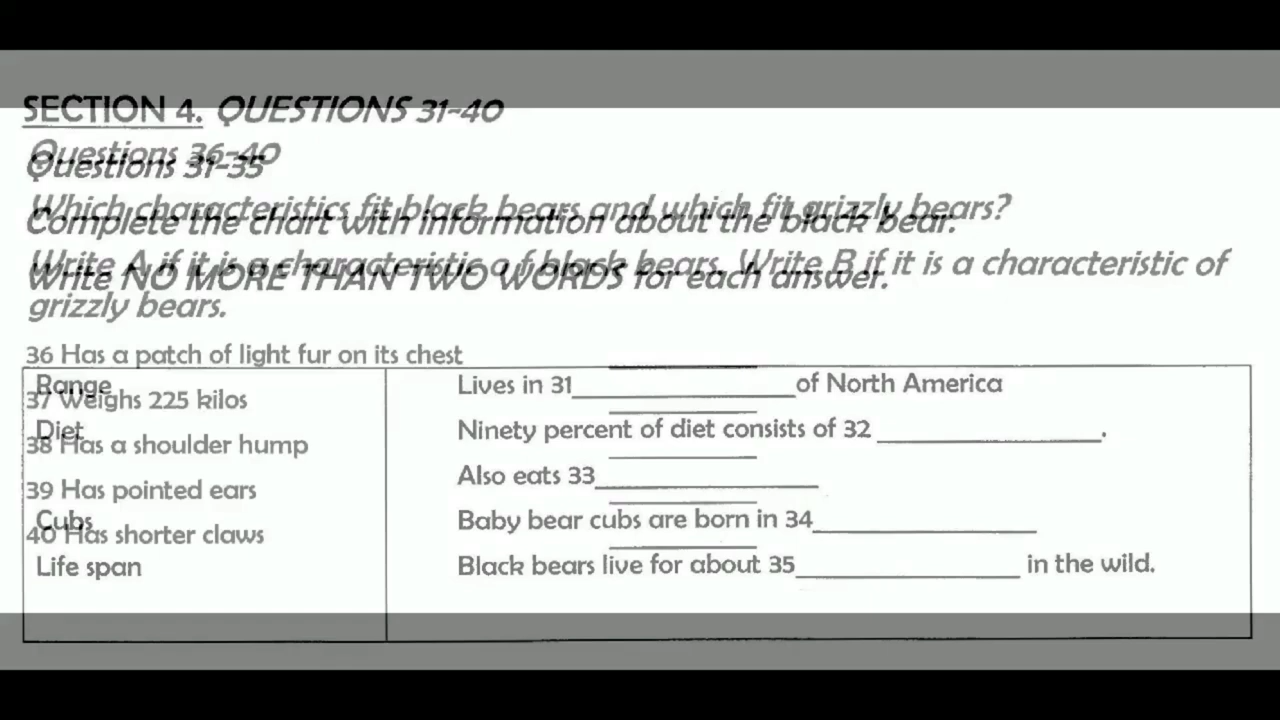 SECTION 4. QUESTIONS 31-40
Questions 36-40
Questions 31-35
Which characteristics fit black bears and which fit grizzly bears?
Complete the chart with information about the black bear.
Write A if it is a characteristic of black bears. Write B if it is a characteristic of
Write NO MORE THAN TWO WORDS for each answer.
grizzly bears.
36 Has a patch of light fur on its chest
Range
Lives in 31 of North America
37 Weighs 225 kilos
Diet
Ninety percent of diet consists of 32 .
38 Has a shoulder hump
Also eats 33
39 Has pointed ears
Cubs
Baby bear cubs are born in 34
40 Has shorter claws
Life span
Black bears live for about 35 in the wild.